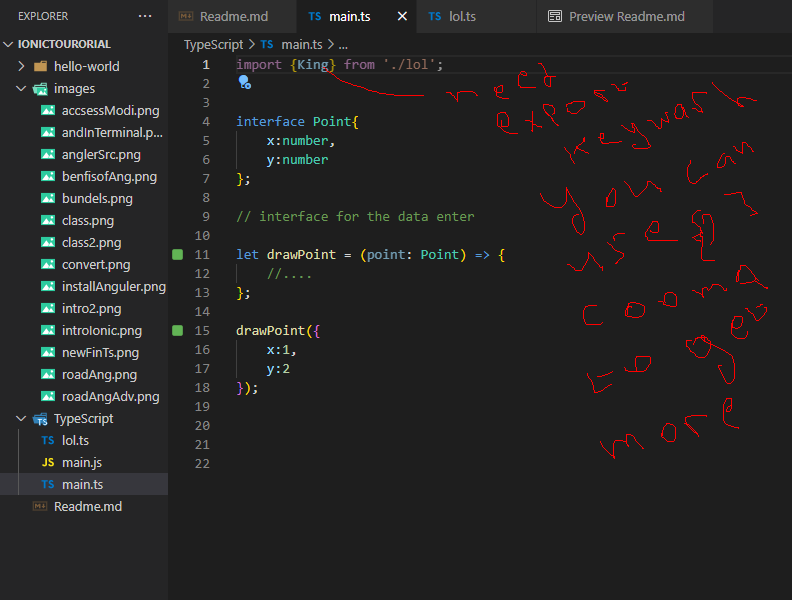 EXPLORER ...
Readme.md
TS main.ts
TS lol.ts
Preview Readme.md
IONICTOURORIAL
hello-world
images
accsessModi.png
andInTerminal.p...
anglerSrc.png
benfisofAng.png
bundels.png
class.png
class2.png
convert.png
installAnguler.png
intro2.png
introIonic.png
newFinTs.png
roadAng.png
roadAngAdv.png
TypeScript
TS lol.ts
JS main.js
TS main.ts
Readme.md
TypeScript > TS main.ts > ...
1 import {King} from './lol';
2
3
4 interface Point{
5 x:number,
6 y:number
7 };
8
9 // interface for the data enter
10
11 let drawPoint = (point: Point) => {
12 //....
13 };
14
15 drawPoint({
16 x:1,
17 y:2
18 });
19
20
21
22
need
export
you can
use
comma
to
more